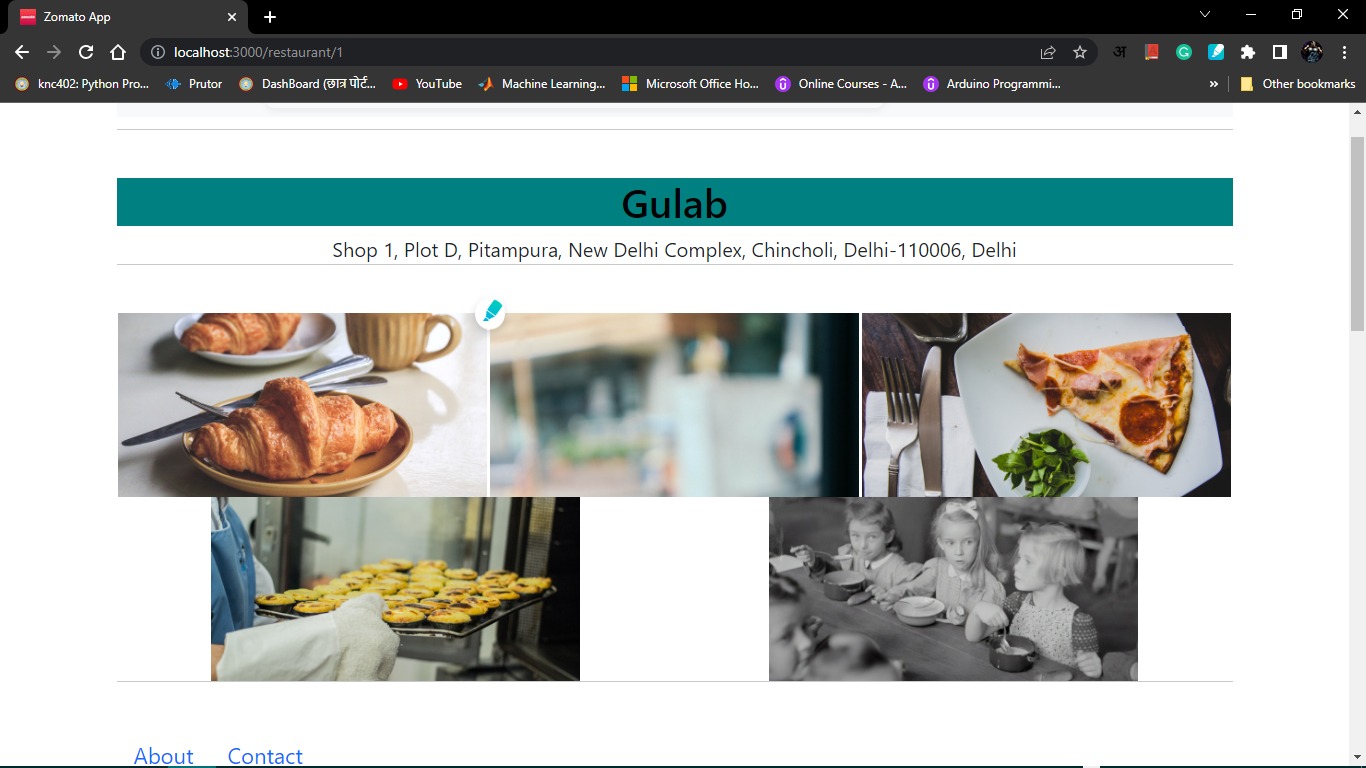 Zomato App
localhost:3000/restaurant/1
अ
knc402: Python Pro...
Prutor
DashBoard (छात्र पोर्ट...
YouTube
Machine Learning...
Microsoft Office Ho...
Online Courses - A...
Arduino Programmi...
»
Other bookmarks
Gulab
Shop 1, Plot D, Pitampura, New Delhi Complex, Chincholi, Delhi-110006, Delhi
About Contact